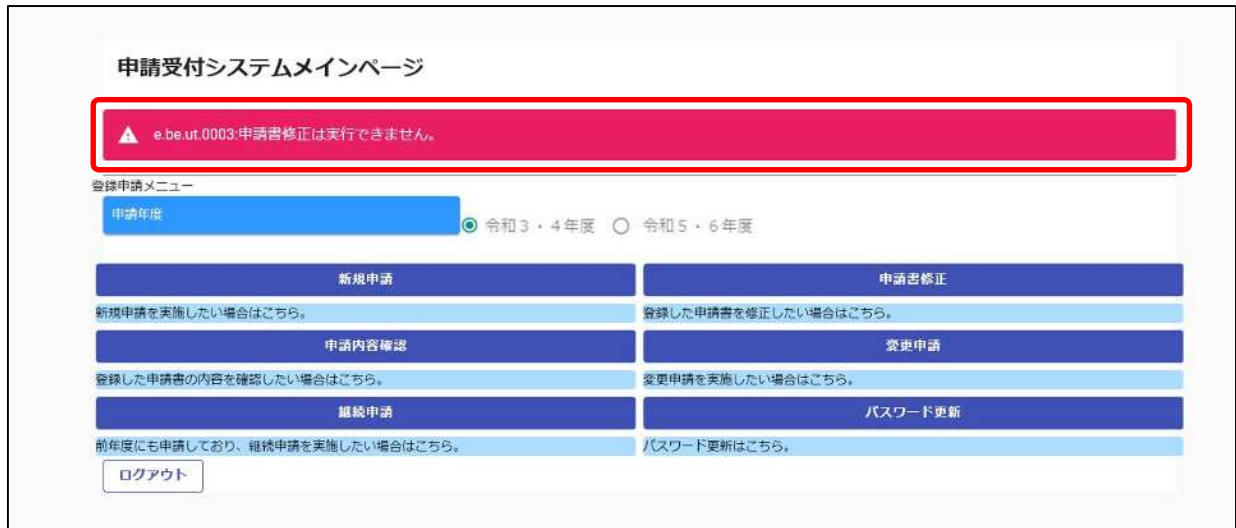 申請受付システムメインページ
e.be.ut.0003:申請書修正は実行できません。
登録申請メニュー
申請年度
令和3・4年度 令和5・6年度
新規申請 申請書修正
新規申請を実施したい場合はこちら。 登録した申請書を修正したい場合はこちら。
申請内容確認 変更申請
登録した申請書の内容を確認したい場合はこちら。 変更申請を実施したい場合はこちら。
継続申請 パスワード更新
前年度にも申請しており、継続申請を実施したい場合はこちら。 パスワード更新はこちら。
ログアウト